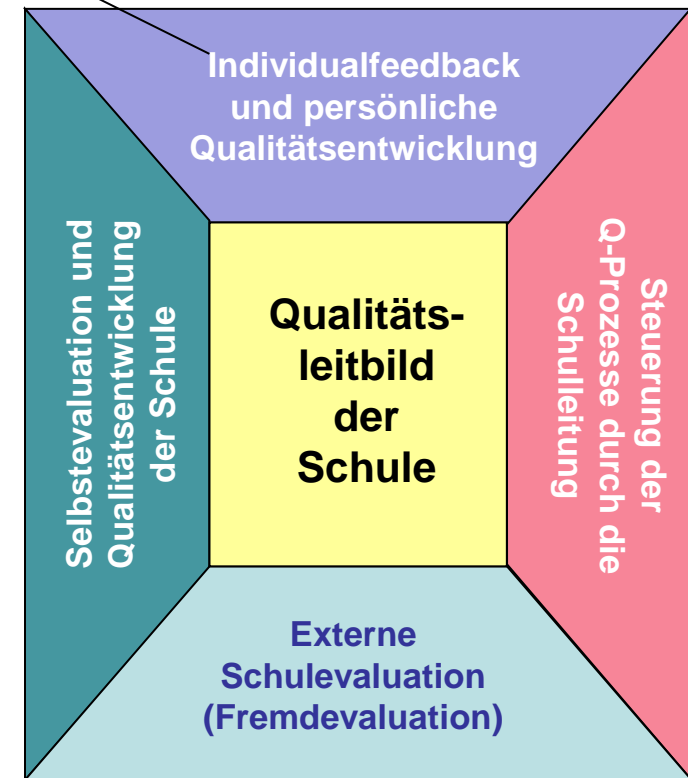 Individualfeedback
und persönliche
Qualitätsentwicklung
Selbstevaluation und
Qualitätsentwicklung
der Schule
Qualitäts-
leitbild
der
Schule
Steuerung der
Q-Prozesse durch die
Schulleitung
Externe
Schulevaluation
(Fremdevaluation)